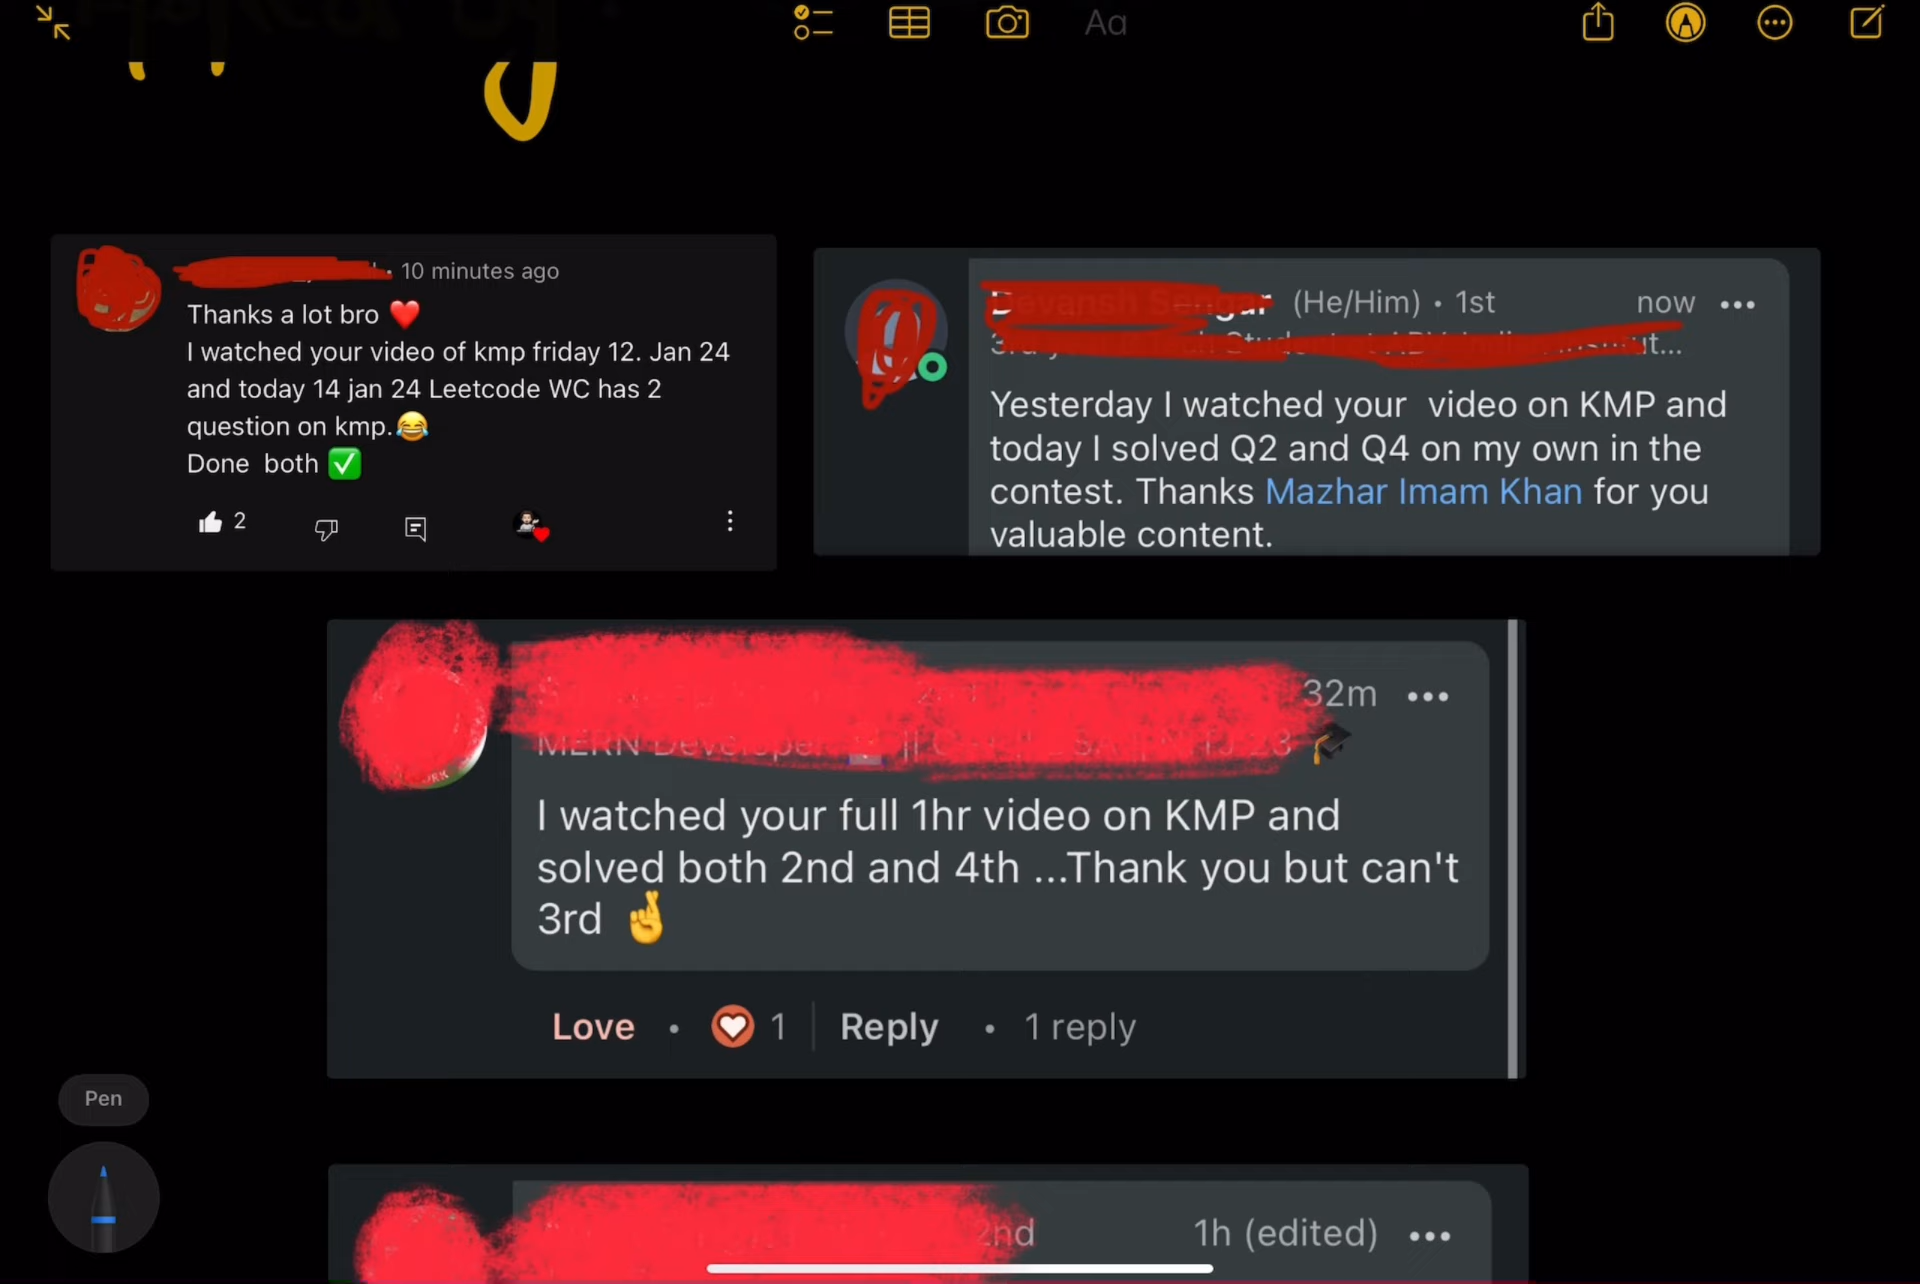 Aa
10 minutes ago
Thanks a lot bro ❤️
I watched your video of kmp friday 12. Jan 24
and today 14 jan 24 Leetcode WC has 2
question on kmp.😂
Done both ✅
2
(He/Him) • 1st now
Yesterday I watched your video on KMP and
today I solved Q2 and Q4 on my own in the
contest. Thanks Mazhar Imam Khan for you
valuable content.
32m
MERN Developer
I watched your full 1hr video on KMP and
solved both 2nd and 4th ...Thank you but can't
3rd 🤞
Love • 1 Reply • 1 reply
Pen
2nd 1h (edited)